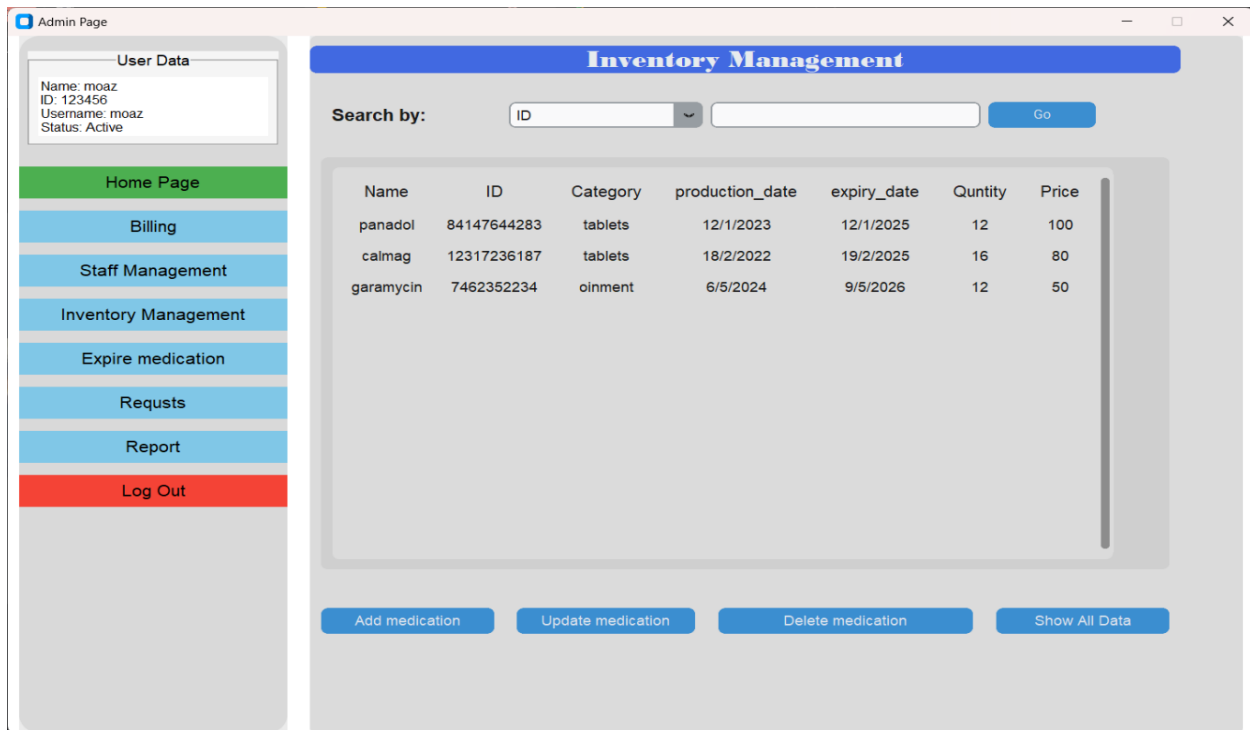 Admin Page
User Data
Name: moaz
ID: 123456
Username: moaz
Status: Active
Home Page
Billing
Staff Management
Inventory Management
Expire medication
Requsts
Report
Log Out
Inventory Management
Search by: ID Go
Name ID Category production_date expiry_date Quntity Price
panadol 84147644283 tablets 12/1/2023 12/1/2025 12 100
calmag 12317236187 tablets 18/2/2022 19/2/2025 16 80
garamycin 7462352234 oinment 6/5/2024 9/5/2026 12 50
Add medication Update medication Delete medication Show All Data